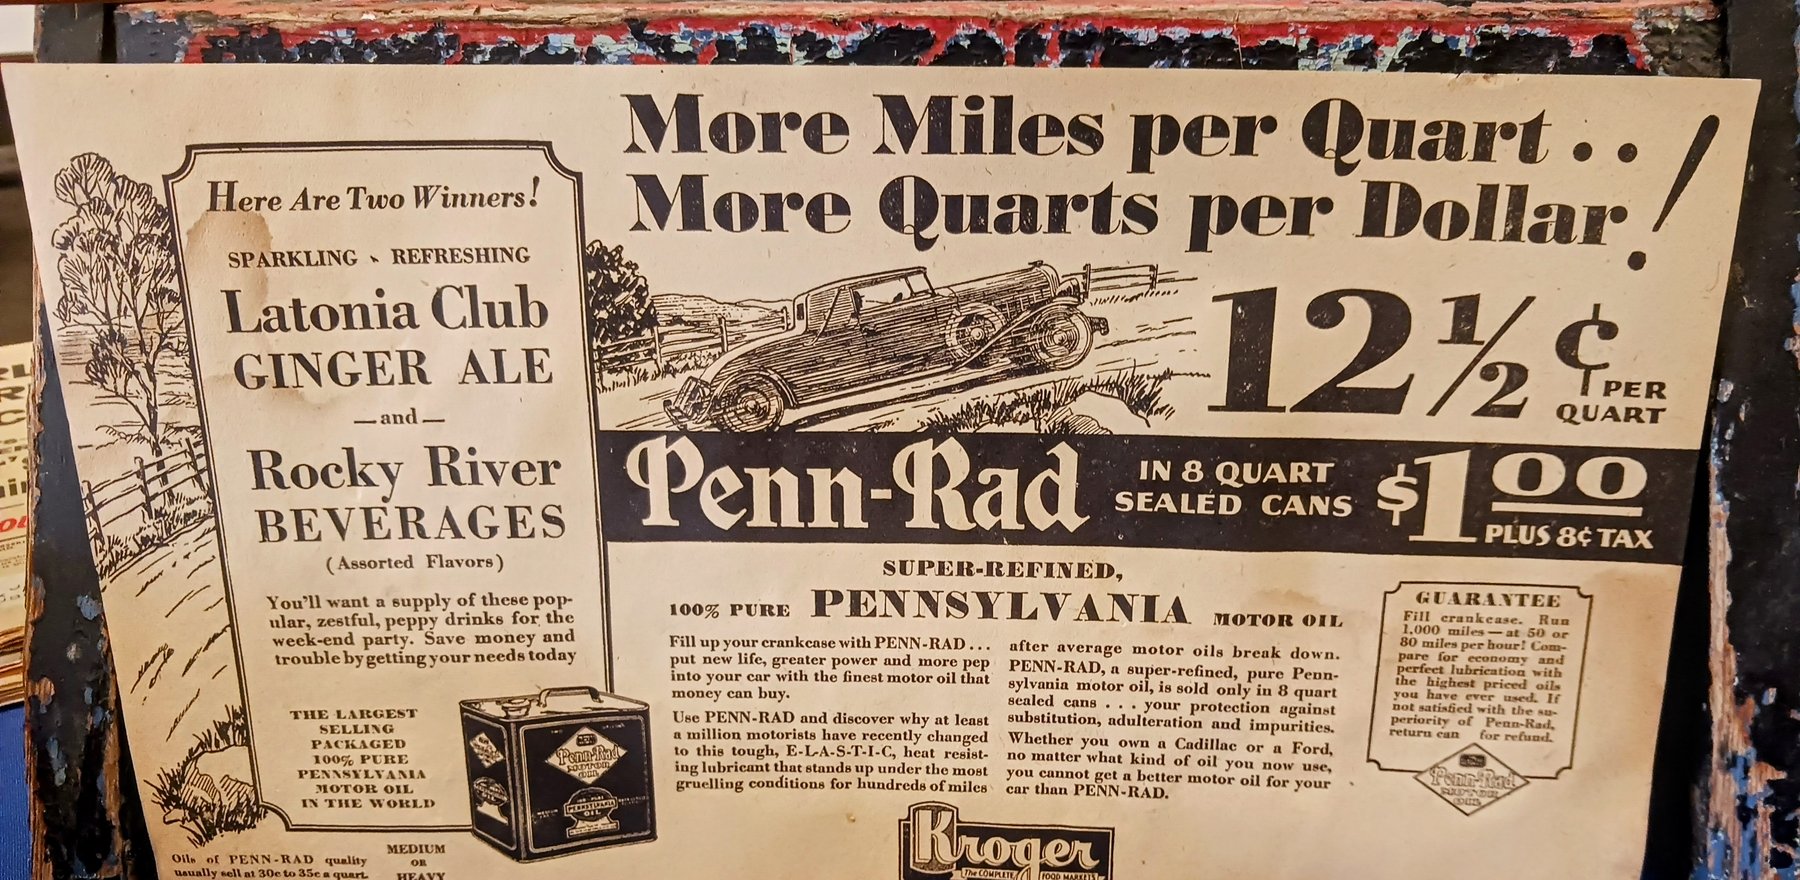 Here Are Two Winners!
SPARKLING - REFRESHING
Latonia Club
GINGER ALE
—and—
Rocky River
BEVERAGES
(Assorted Flavors)
You'll want a supply of these pop-
ular, zestful, peppy drinks for the
week-end party. Save money and
trouble by getting your needs today
THE LARGEST
SELLING
PACKAGED
100% PURE
PENNSYLVANIA
MOTOR OIL
IN THE WORLD
Oils of PENN-RAD quality
usually sell at 30c to 35c a quart.
MEDIUM
OR
HEAVY
Penn-Rad
MOTOR
OIL
PENNSYLVANIA
OIL
More Miles per Quart . .
More Quarts per Dollar!
12½¢ PER
QUART
Penn-Rad
IN 8 QUART
SEALED CANS
$1.00
PLUS 8¢ TAX
SUPER-REFINED,
100% PURE PENNSYLVANIA MOTOR OIL
Fill up your crankcase with PENN-RAD . . .
put new life, greater power and more pep
into your car with the finest motor oil that
money can buy.
Use PENN-RAD and discover why at least
a million motorists have recently changed
to this tough, E-L-A-S-T-I-C, heat resist-
ing lubricant that stands up under the most
gruelling conditions for hundreds of miles
after average motor oils break down.
PENN-RAD, a super-refined, pure Penn-
sylvania motor oil, is sold only in 8 quart
sealed cans . . . your protection against
substitution, adulteration and impurities.
Whether you own a Cadillac or a Ford,
no matter what kind of oil you now use,
you cannot get a better motor oil for your
car than PENN-RAD.
GUARANTEE
Fill crankcase. Run
1,000 miles—at 50 or
80 miles per hour! Com-
pare for economy and
perfect lubrication with
the highest priced oils
you have ever used. If
not satisfied with the su-
periority of Penn-Rad,
return can for refund.
Penn-Rad
MOTOR
OIL
Kroger
The COMPLETE FOOD MARKETS